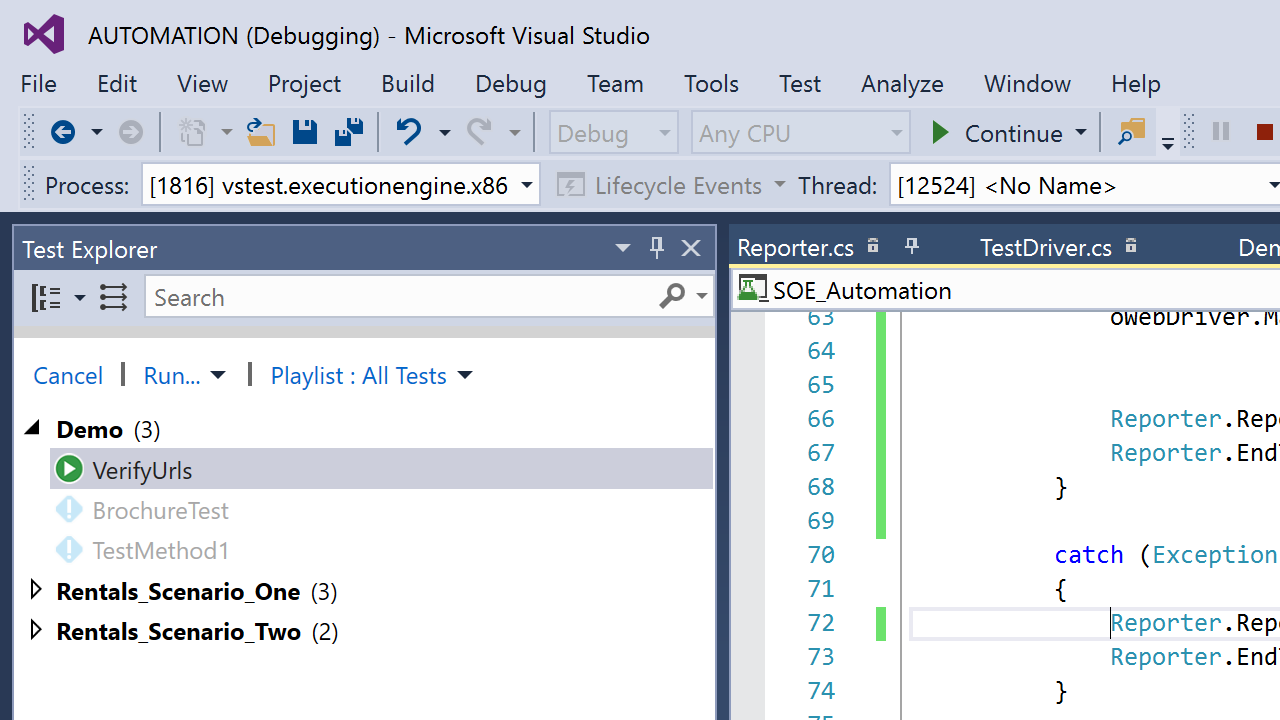 AUTOMATION (Debugging) - Microsoft Visual Studio
File Edit View Project Build Debug Team Tools Test Analyze Window Help
Debug Any CPU Continue
Process: [1816] vstest.executionengine.x86 Lifecycle Events Thread: [12524] <No Name>
Test Explorer
Search
Cancel Run... Playlist : All Tests
Demo (3)
VerifyUrls
BrochureTest
TestMethod1
Rentals_Scenario_One (3)
Rentals_Scenario_Two (2)
Reporter.cs TestDriver.cs
SOE_Automation
63 oWebDriver.Ma
64
65
66 Reporter.Repo
67 Reporter.End
68 }
69
70 catch (Exception
71 {
72 Reporter.Repo
73 Reporter.End
74 }